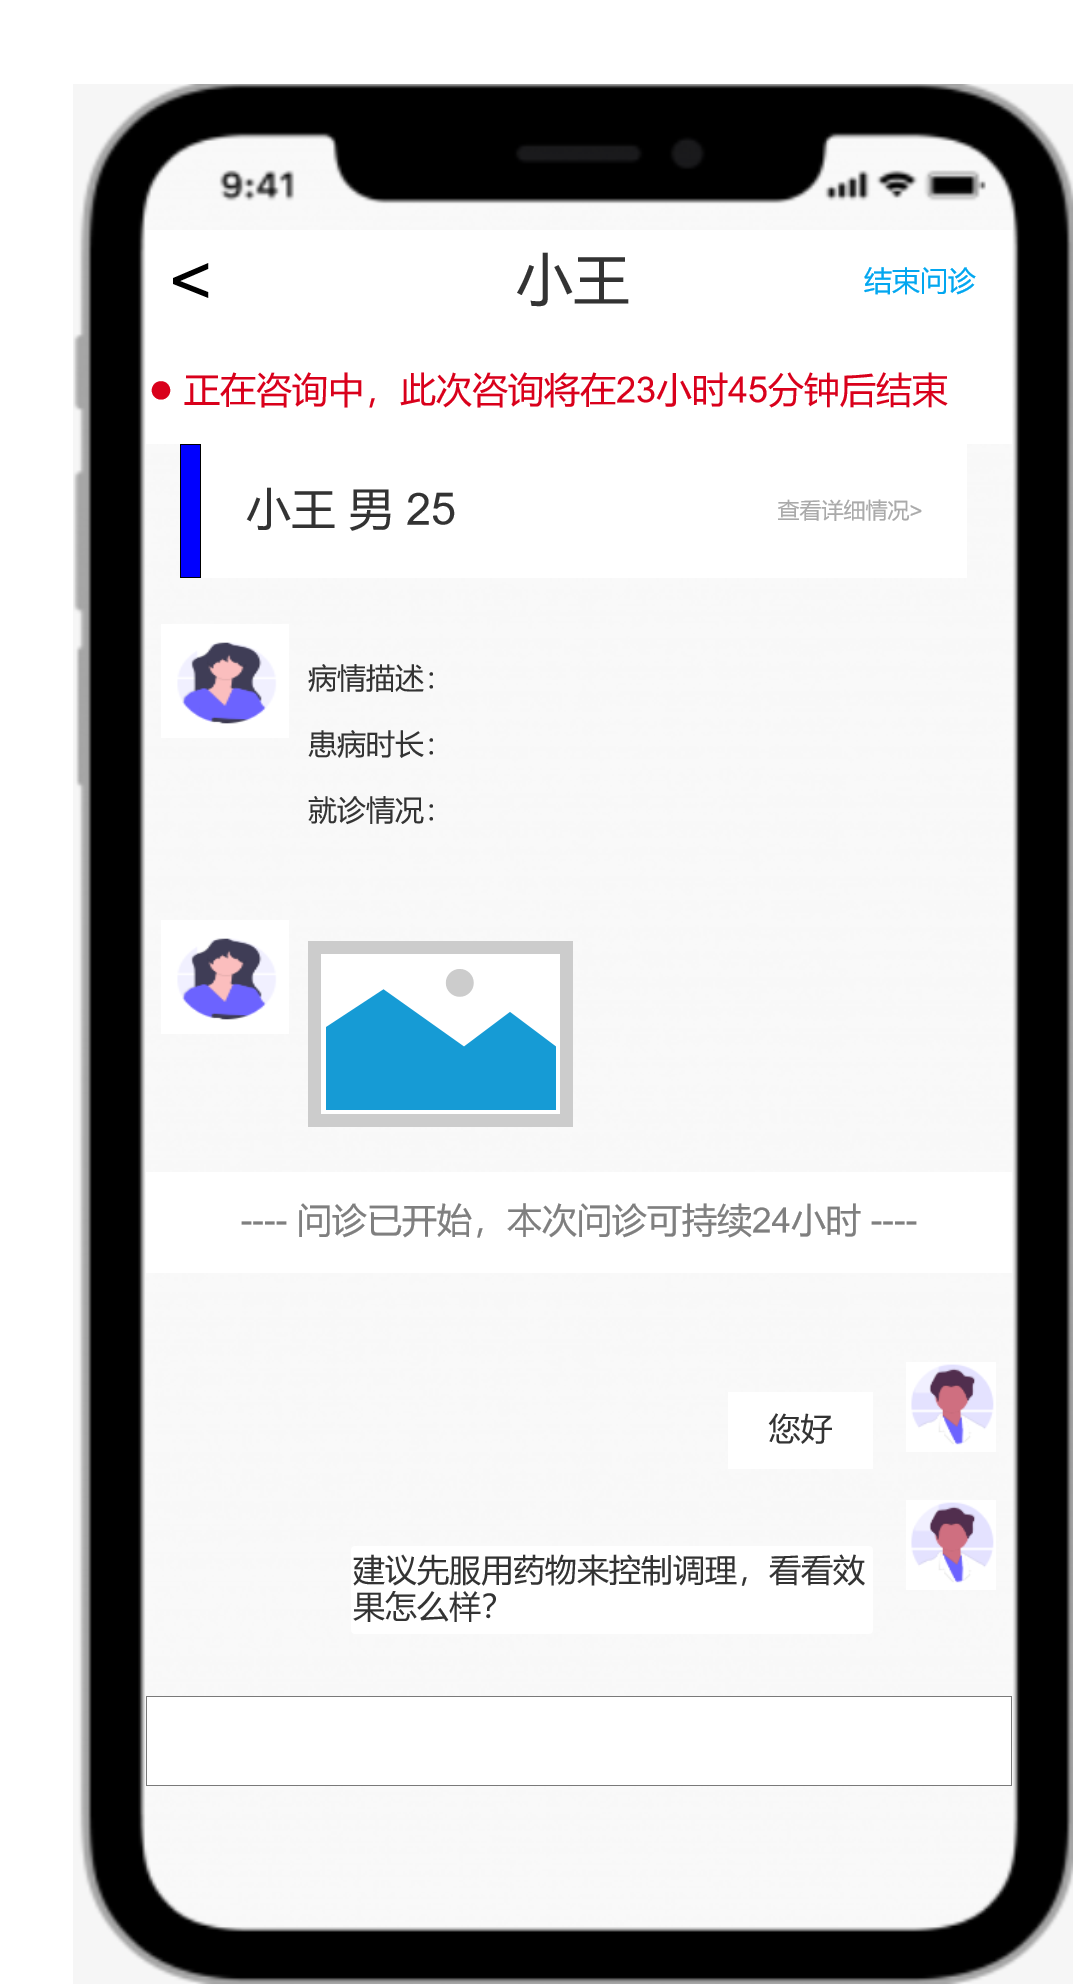 9:41
< 小王 结束问诊
正在咨询中，此次咨询将在23小时45分钟后结束
小王 男 25 查看详细情况>
病情描述：
患病时长：
就诊情况：
---- 问诊已开始，本次问诊可持续24小时 ----
您好
建议先服用药物来控制调理，看看效
果怎么样？